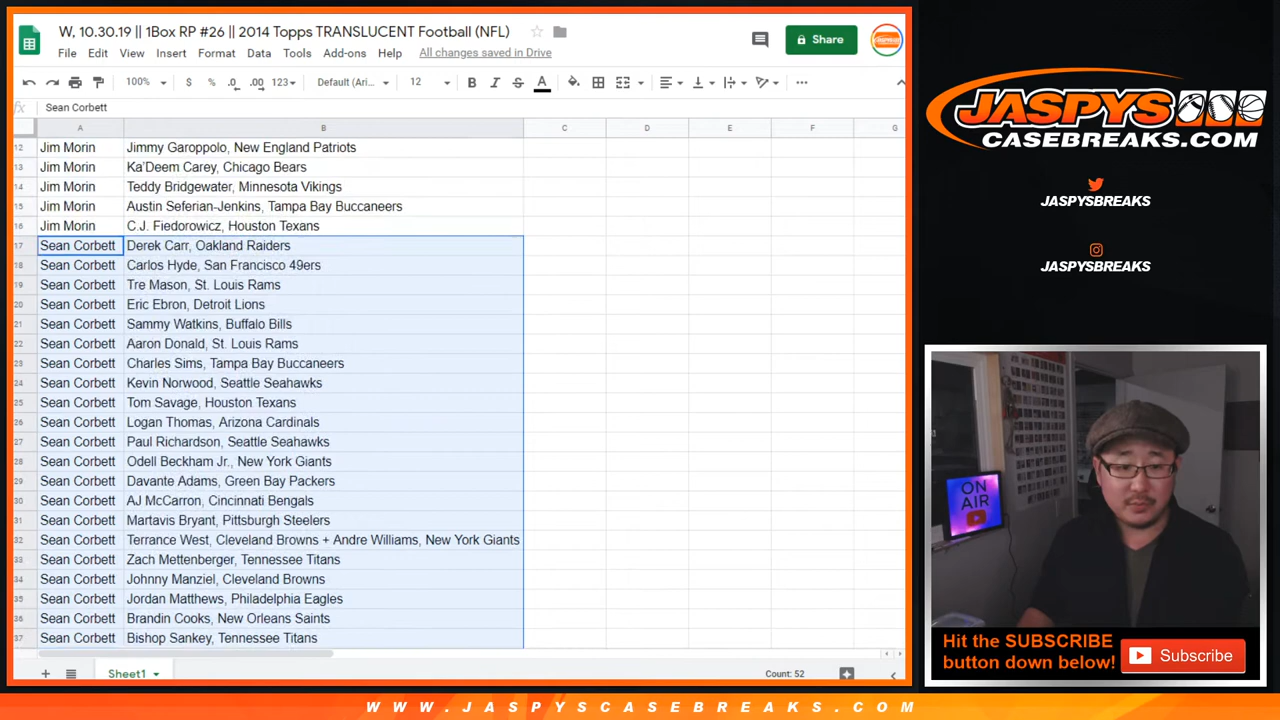 W, 10.30.19 || 1Box RP #26 || 2014 Topps TRANSLUCENT Football (NFL)
File Edit View Insert Format Data Tools Add-ons Help All changes saved in Drive
Share
100% $ % .0 .00 123 Default (Ari... 12 B I S A
fx Sean Corbett
A B C D E F G
12 Jim Morin Jimmy Garoppolo, New England Patriots
13 Jim Morin Ka'Deem Carey, Chicago Bears
14 Jim Morin Teddy Bridgewater, Minnesota Vikings
15 Jim Morin Austin Seferian-Jenkins, Tampa Bay Buccaneers
16 Jim Morin C.J. Fiedorowicz, Houston Texans
17 Sean Corbett Derek Carr, Oakland Raiders
18 Sean Corbett Carlos Hyde, San Francisco 49ers
19 Sean Corbett Tre Mason, St. Louis Rams
20 Sean Corbett Eric Ebron, Detroit Lions
21 Sean Corbett Sammy Watkins, Buffalo Bills
22 Sean Corbett Aaron Donald, St. Louis Rams
23 Sean Corbett Charles Sims, Tampa Bay Buccaneers
24 Sean Corbett Kevin Norwood, Seattle Seahawks
25 Sean Corbett Tom Savage, Houston Texans
26 Sean Corbett Logan Thomas, Arizona Cardinals
27 Sean Corbett Paul Richardson, Seattle Seahawks
28 Sean Corbett Odell Beckham Jr., New York Giants
29 Sean Corbett Davante Adams, Green Bay Packers
30 Sean Corbett AJ McCarron, Cincinnati Bengals
31 Sean Corbett Martavis Bryant, Pittsburgh Steelers
32 Sean Corbett Terrance West, Cleveland Browns + Andre Williams, New York Giants
33 Sean Corbett Zach Mettenberger, Tennessee Titans
34 Sean Corbett Johnny Manziel, Cleveland Browns
35 Sean Corbett Jordan Matthews, Philadelphia Eagles
36 Sean Corbett Brandin Cooks, New Orleans Saints
37 Sean Corbett Bishop Sankey, Tennessee Titans
Sheet1
Count: 52
JASPYS
CASEBREAKS.COM
JASPYSBREAKS
JASPYSBREAKS
ON
AIR
Hit the SUBSCRIBE
button down below!
Subscribe
WWW.JASPYSCASEBREAKS.COM